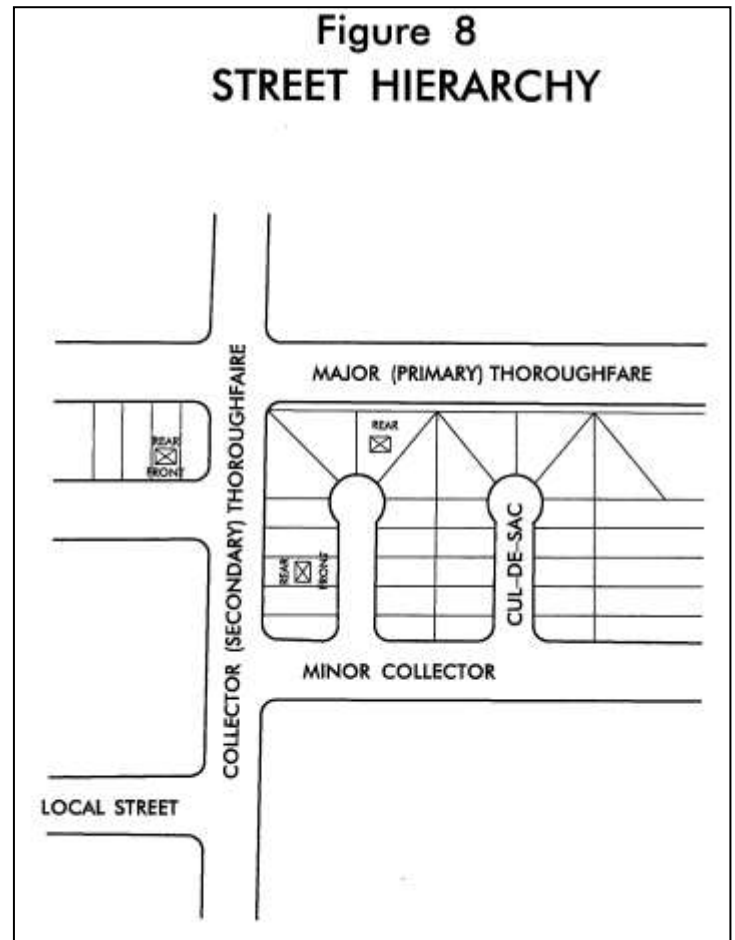 Figure 8
STREET HIERARCHY
MAJOR (PRIMARY) THOROUGHFARE
COLLECTOR (SECONDARY) THOROUGHFAIRE
REAR
FRONT
REAR
REAR
FRONT
CUL-DE-SAC
MINOR COLLECTOR
LOCAL STREET